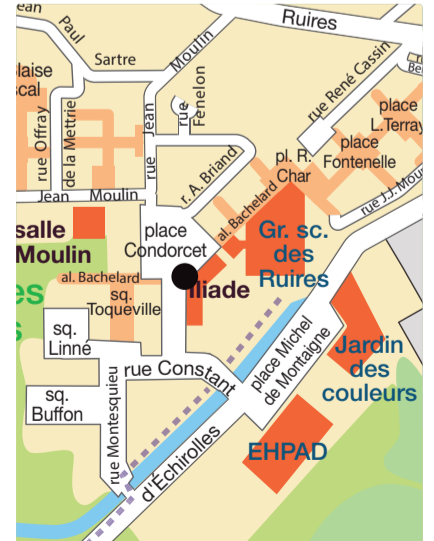 ean
Ruires
Paul
Sartre
Moulin
rue René Cassin
Be
laise
scal
rue Offray
de la Mettrie
rue Jean
rue
Fenelon
place
L.Terray
place
Fontenelle
pl. R.
Char
r. A. Briand
al. Bachelard
rue J.J. Mou
Jean Moulin
salle
Moulin
place
Condorcet
Gr. sc.
des
Ruires
al. Bachelard
es
s
sq.
Toqueville
Iliade
sq.
Linné
rue Constant
place Michel
de Montaigne
Jardin
des
couleurs
sq.
Buffon
rue Montesquieu
d'Échirolles
EHPAD